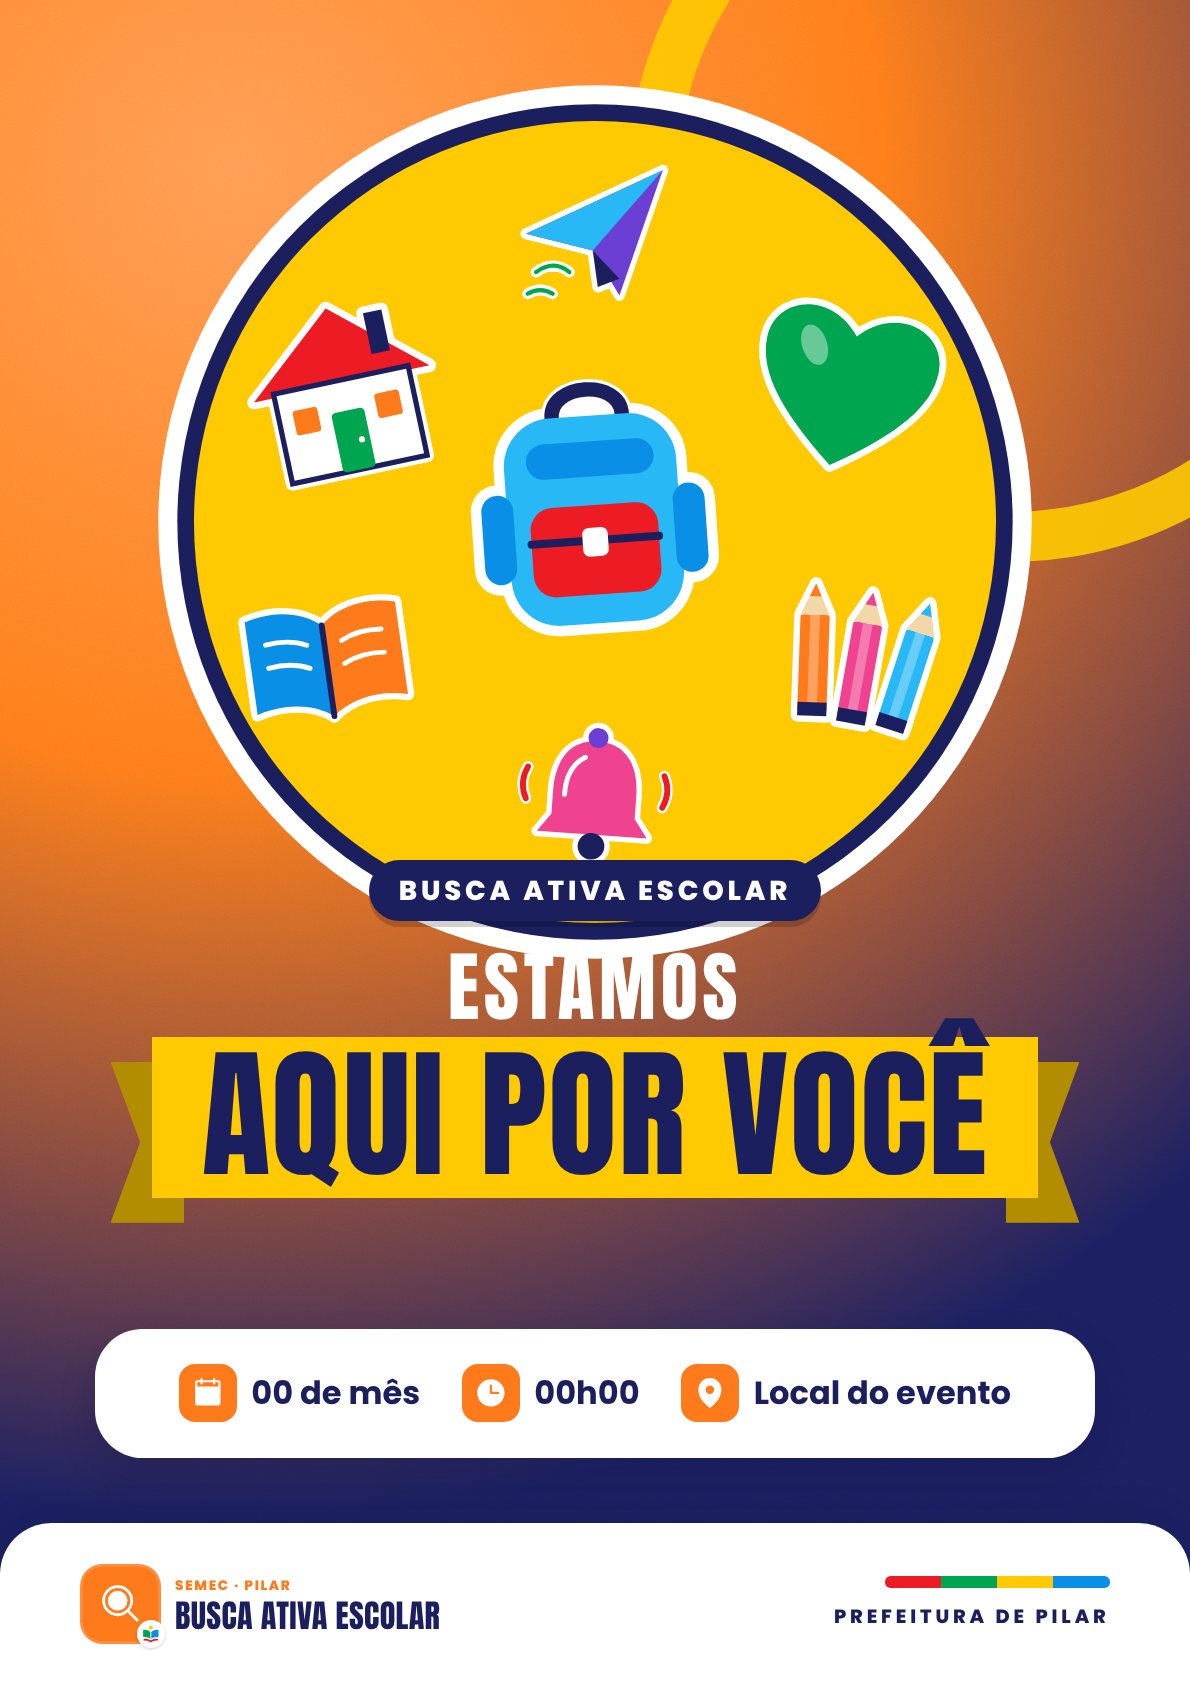 BUSCA ATIVA ESCOLAR
ESTAMOS
AQUI POR VOCÊ
00 de mês 00h00 Local do evento
SEMEC · PILAR
BUSCA ATIVA ESCOLAR
PREFEITURA DE PILAR